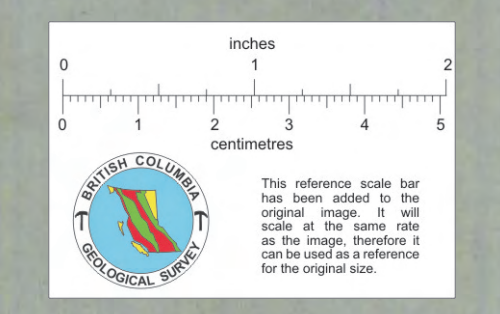 inches
0 1 2
0 1 2 3 4 5
centimetres
BRITISH COLUMBIA
GEOLOGICAL SURVEY
This reference scale bar
has been added to the
original image. It will
scale at the same rate
as the image, therefore it
can be used as a reference
for the original size.